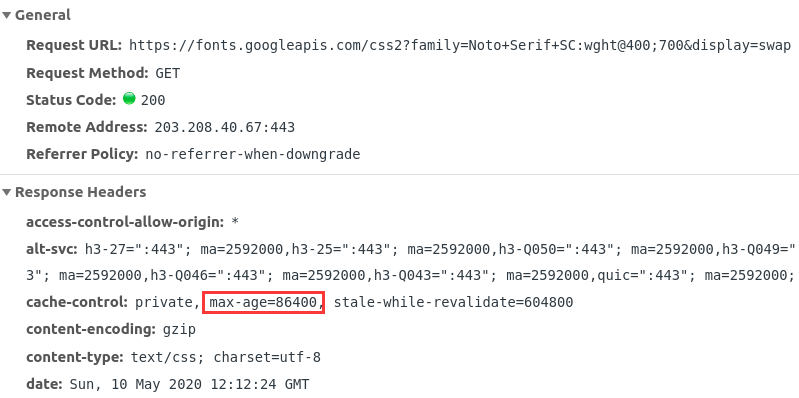 General
Request URL: https://fonts.googleapis.com/css2?family=Noto+Serif+SC:wght@400;700&display=swap
Request Method: GET
Status Code: 200
Remote Address: 203.208.40.67:443
Referrer Policy: no-referrer-when-downgrade
Response Headers
access-control-allow-origin: *
alt-svc: h3-27=":443"; ma=2592000,h3-25=":443"; ma=2592000,h3-Q050=":443"; ma=2592000,h3-Q049="
3"; ma=2592000,h3-Q046=":443"; ma=2592000,h3-Q043=":443"; ma=2592000,quic=":443"; ma=2592000;
cache-control: private, max-age=86400, stale-while-revalidate=604800
content-encoding: gzip
content-type: text/css; charset=utf-8
date: Sun, 10 May 2020 12:12:24 GMT